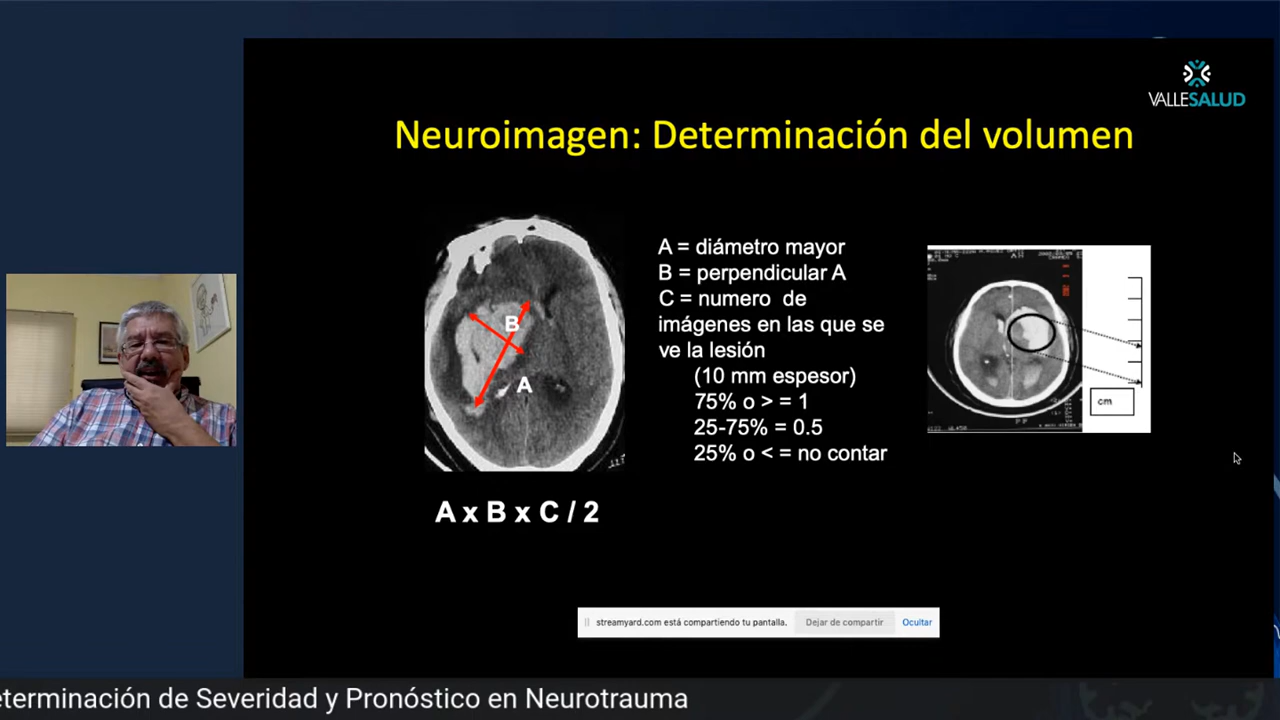 VALLESALUD
Neuroimagen: Determinación del volumen
B
A
A x B x C / 2
A = diámetro mayor
B = perpendicular A
C = numero de
imágenes en las que se
ve la lesión
(10 mm espesor)
75% o > = 1
25-75% = 0.5
25% o < = no contar
cm
streamyard.com está compartiendo tu pantalla.
Dejar de compartir
Ocultar
eterminación de Severidad y Pronóstico en Neurotrauma